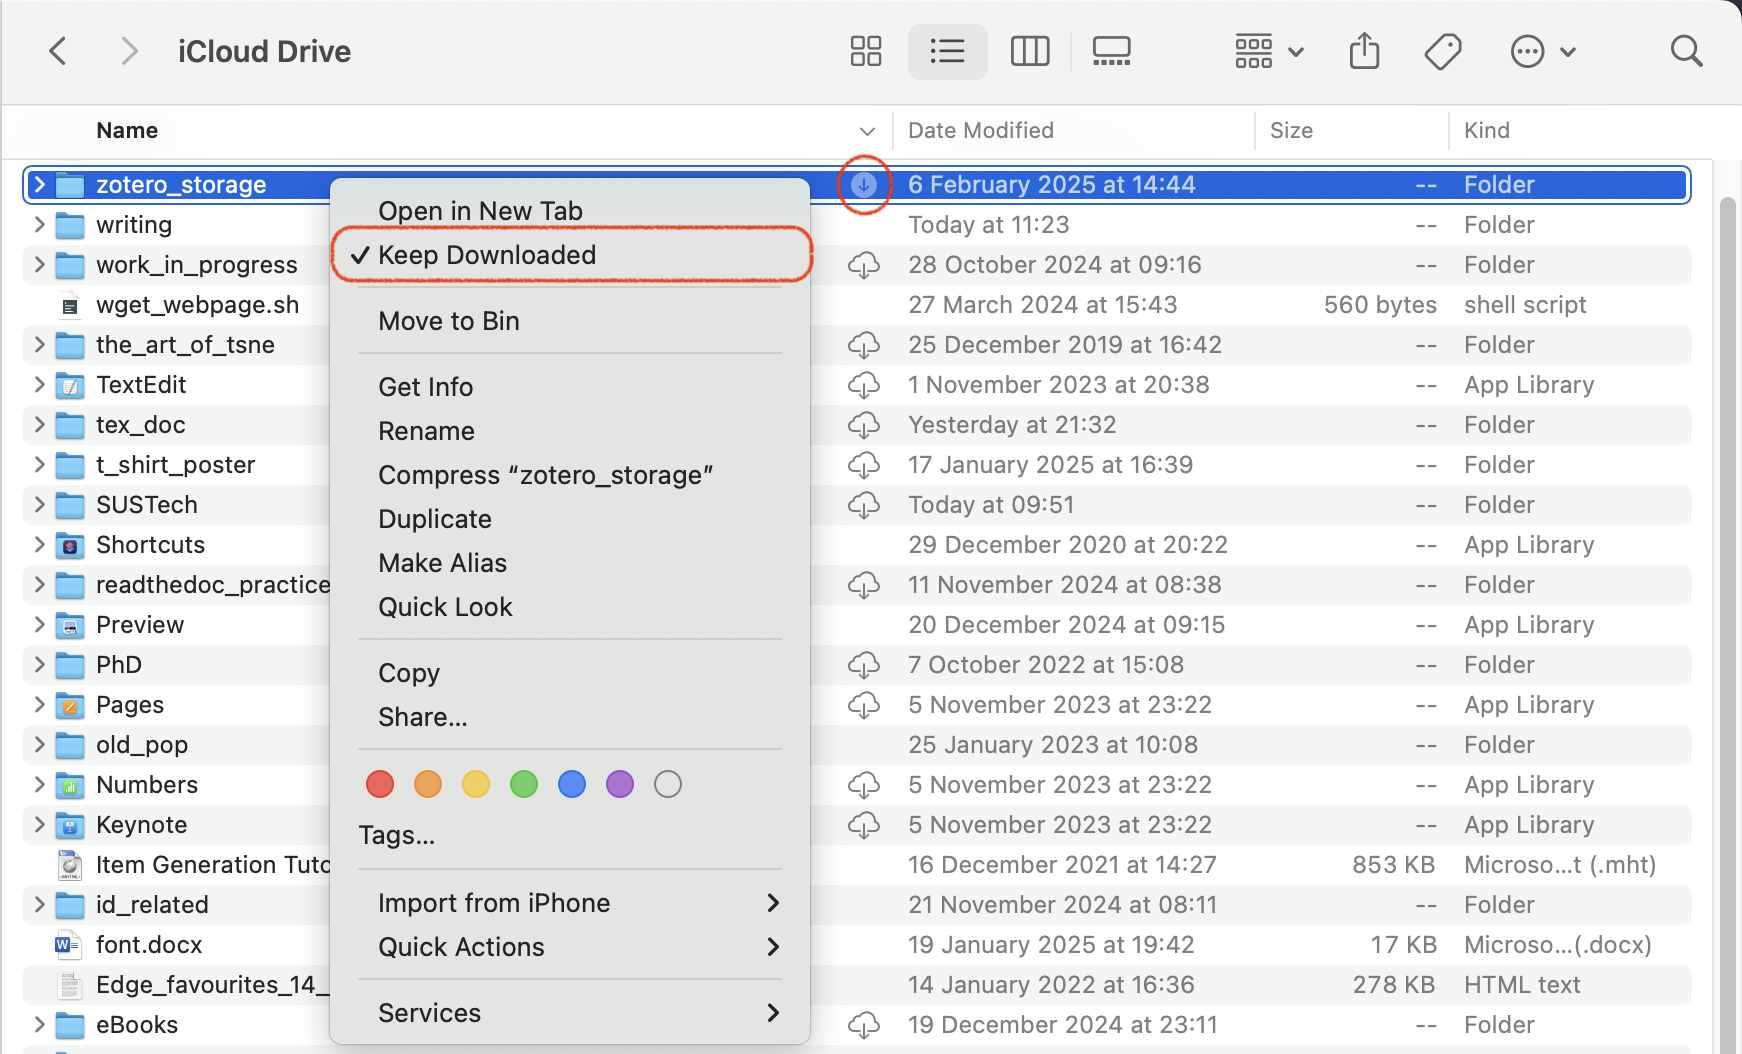 iCloud Drive
Name Date Modified Size Kind
zotero_storage 6 February 2025 at 14:44 -- Folder
writing Today at 11:23 -- Folder
work_in_progress 28 October 2024 at 09:16 -- Folder
wget_webpage.sh 27 March 2024 at 15:43 560 bytes shell script
the_art_of_tsne 25 December 2019 at 16:42 -- Folder
TextEdit 1 November 2023 at 20:38 -- App Library
tex_doc Yesterday at 21:32 -- Folder
t_shirt_poster 17 January 2025 at 16:39 -- Folder
SUSTech Today at 09:51 -- Folder
Shortcuts 29 December 2020 at 20:22 -- App Library
readthedoc_practice 11 November 2024 at 08:38 -- Folder
Preview 20 December 2024 at 09:15 -- App Library
PhD 7 October 2022 at 15:08 -- Folder
Pages 5 November 2023 at 23:22 -- App Library
old_pop 25 January 2023 at 10:08 -- Folder
Numbers 5 November 2023 at 23:22 -- App Library
Keynote 5 November 2023 at 23:22 -- App Library
Item Generation Tuto 16 December 2021 at 14:27 853 KB Microso...t (.mht)
id_related 21 November 2024 at 08:11 -- Folder
font.docx 19 January 2025 at 19:42 17 KB Microso...(.docx)
Edge_favourites_14_ 14 January 2022 at 16:36 278 KB HTML text
eBooks 19 December 2024 at 23:11 -- Folder
Open in New Tab
✓ Keep Downloaded
Move to Bin
Get Info
Rename
Compress “zotero_storage”
Duplicate
Make Alias
Quick Look
Copy
Share...
Tags...
Import from iPhone
Quick Actions
Services